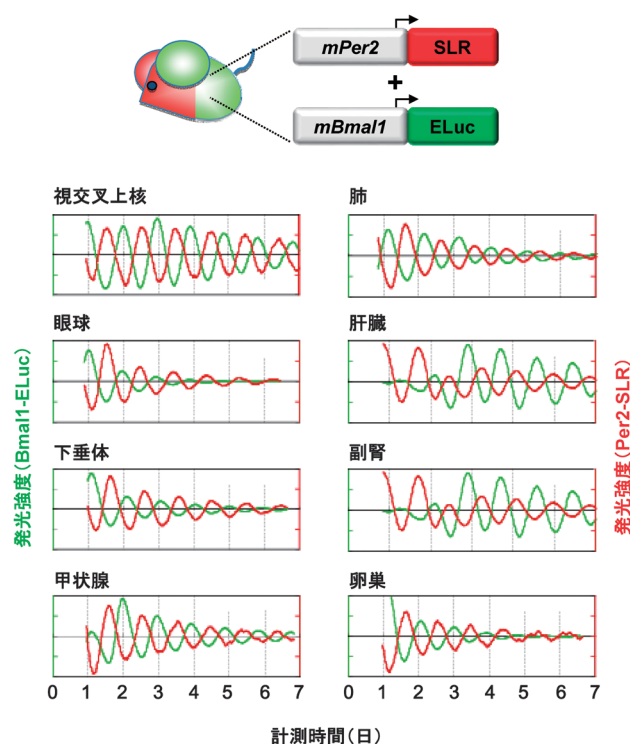 mPer2 SLR
+
mBmal1 ELuc
視交叉上核
肺
眼球
肝臓
下垂体
副腎
甲状腺
卵巣
発光強度(Bmal1-ELuc)
発光強度(Per2-SLR)
0 1 2 3 4 5 6 7
0 1 2 3 4 5 6 7
計測時間(日)